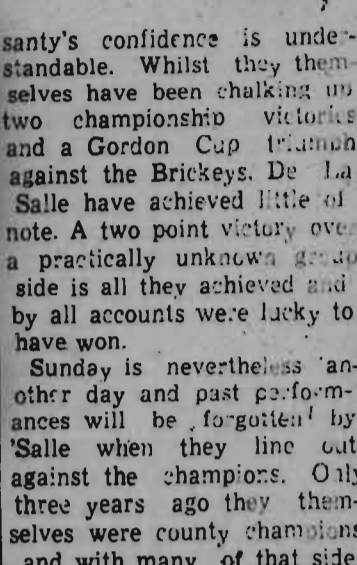 santy's confidence is under-
standable. Whilst they them-
selves have been chalking up
two championship victories
and a Gordon Cup triumph
against the Brickeys. De La
Salle have achieved little of
note. A two point victory over
a practically unknown
side is all they achieved and
by all accounts were lucky to
have won.
Sunday is nevertheless an-
other day and past perform-
ances will be forgotten by
'Salle when they line out
against the champions. Only
three years ago they them-
selves were county champions
and with many of that side